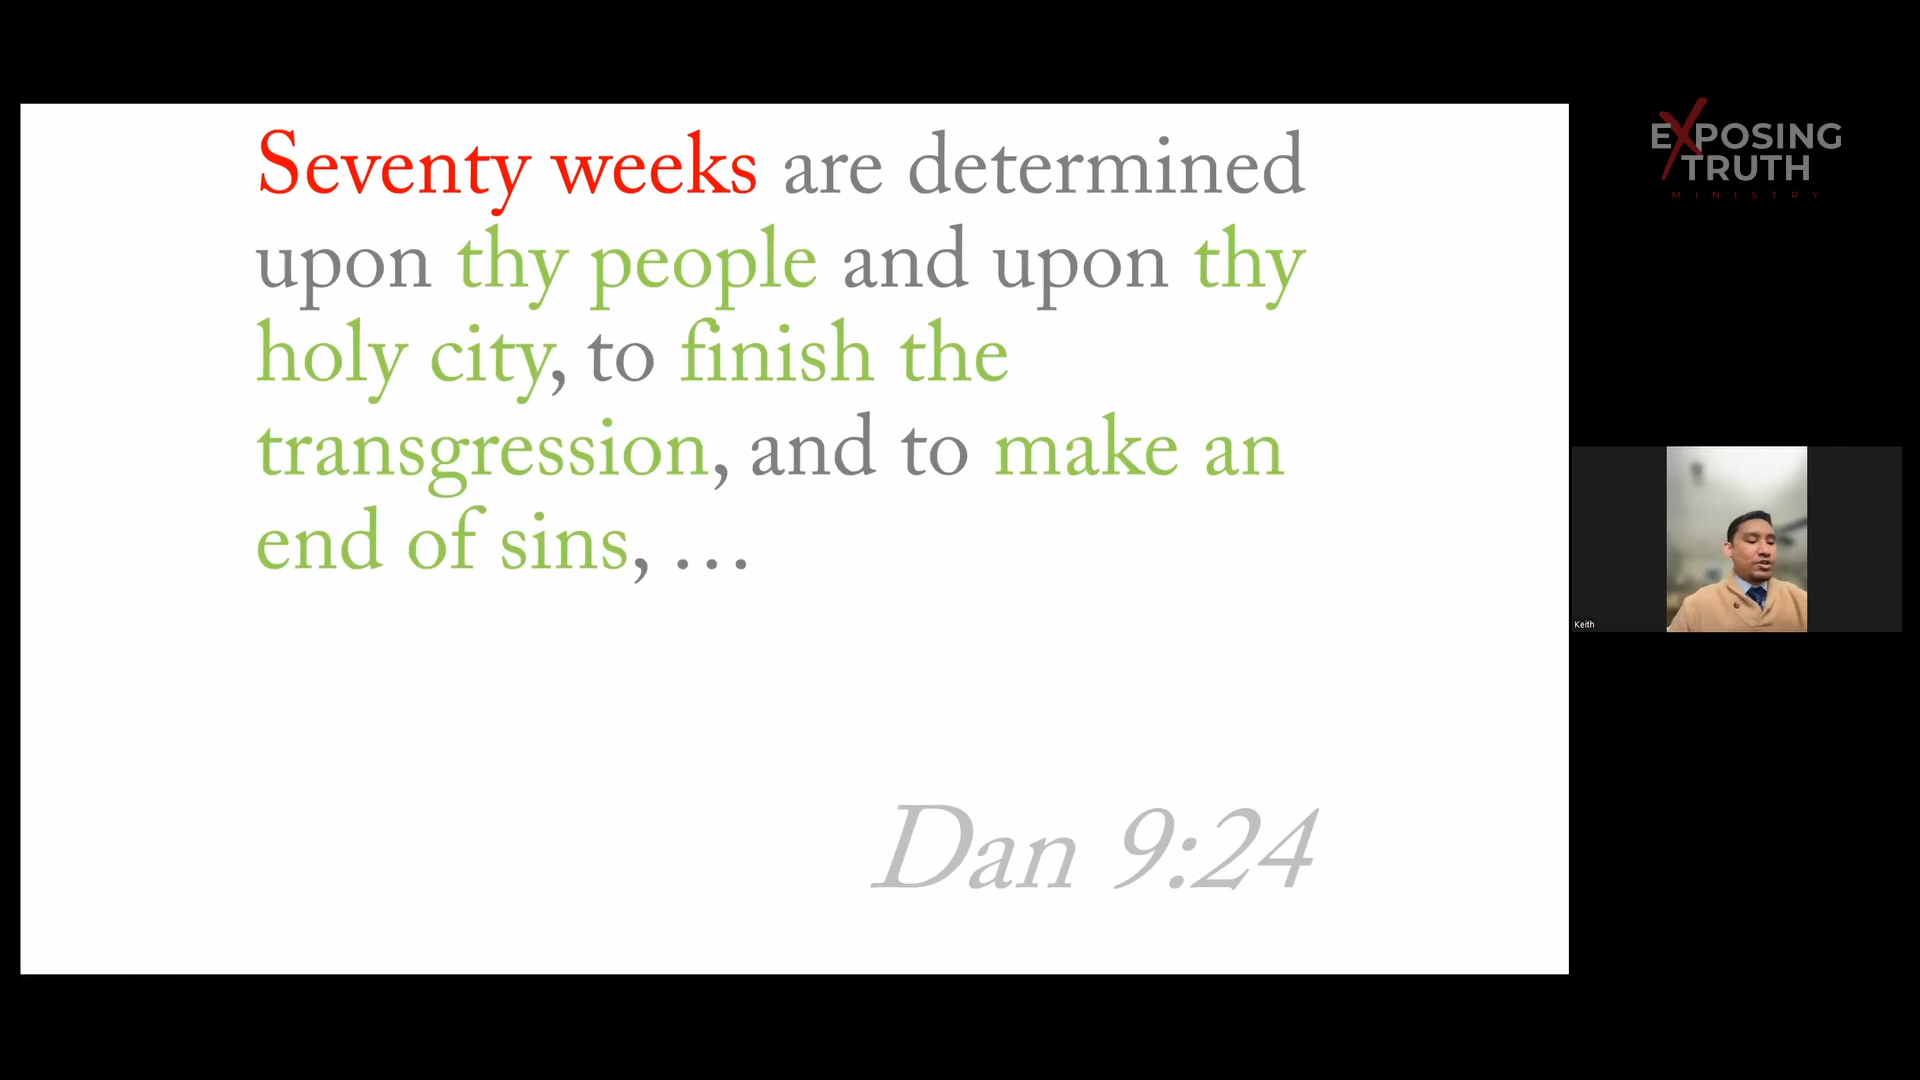 Seventy weeks are determined
upon thy people and upon thy
holy city, to finish the
transgression, and to make an
end of sins, …
Dan 9:24
EXPOSING
TRUTH
MINISTRY
Keith